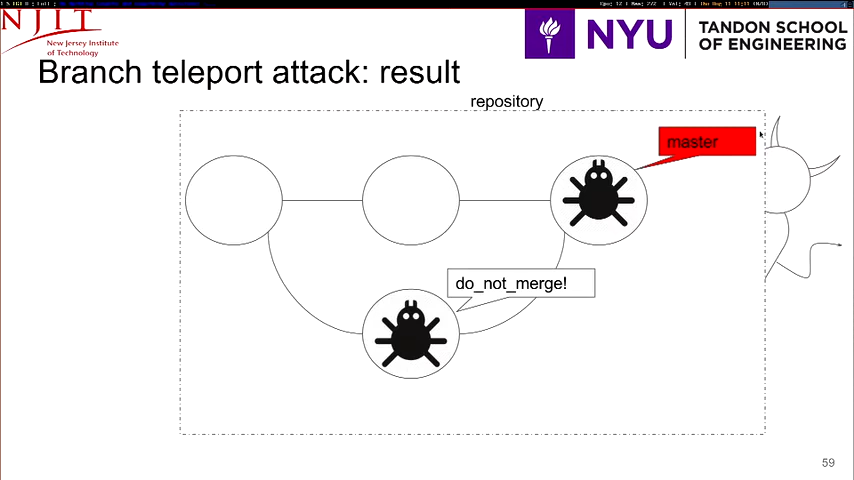 NJIT
New Jersey Institute
of Technology
NYU
TANDON SCHOOL
OF ENGINEERING
Branch teleport attack: result
repository
master
do_not_merge!
59